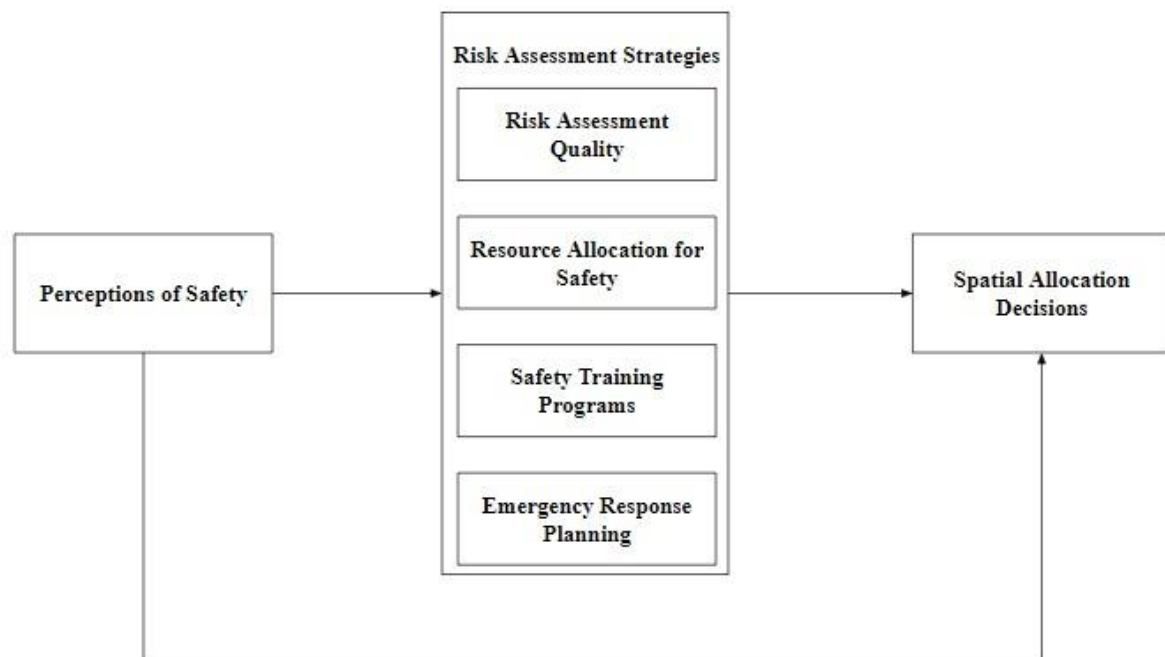 Risk Assessment Strategies
Risk Assessment
Quality
Perceptions of Safety
Resource Allocation for
Safety
Spatial Allocation
Decisions
Safety Training
Programs
Emergency Response
Planning